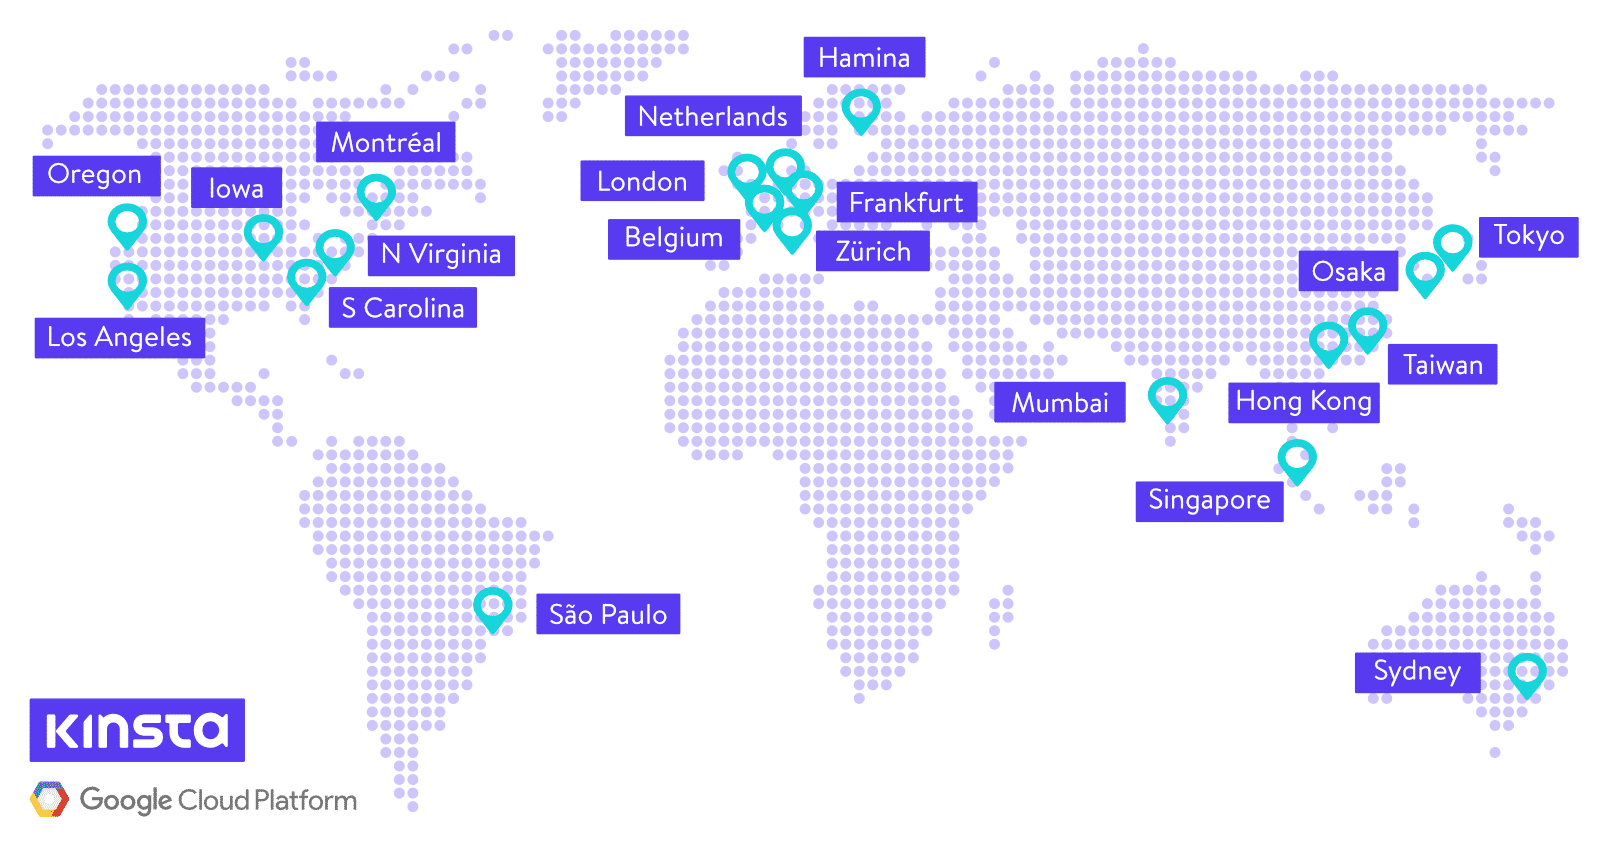 Hamina
Netherlands
Montréal
Oregon
Iowa
London
Frankfurt
Belgium
Zürich
N Virginia
Tokyo
Osaka
S Carolina
Los Angeles
Taiwan
Mumbai
Hong Kong
Singapore
São Paulo
Sydney
Kinsta
Google Cloud Platform